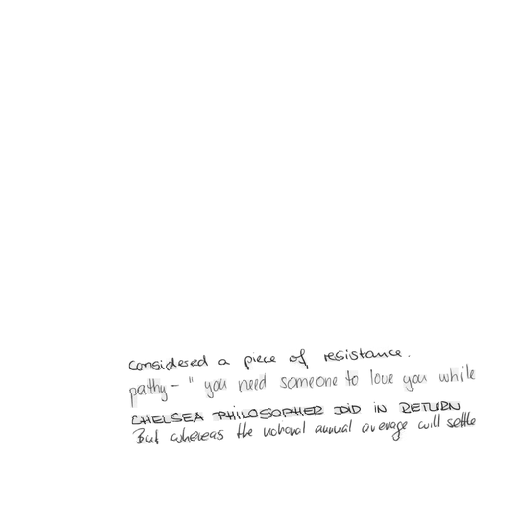 considered a piece of resistance.
pathy - " you need someone to love you while
CHELSEA PHILOSOPHER DID IN RETURN
But whereas the national annual average will settle